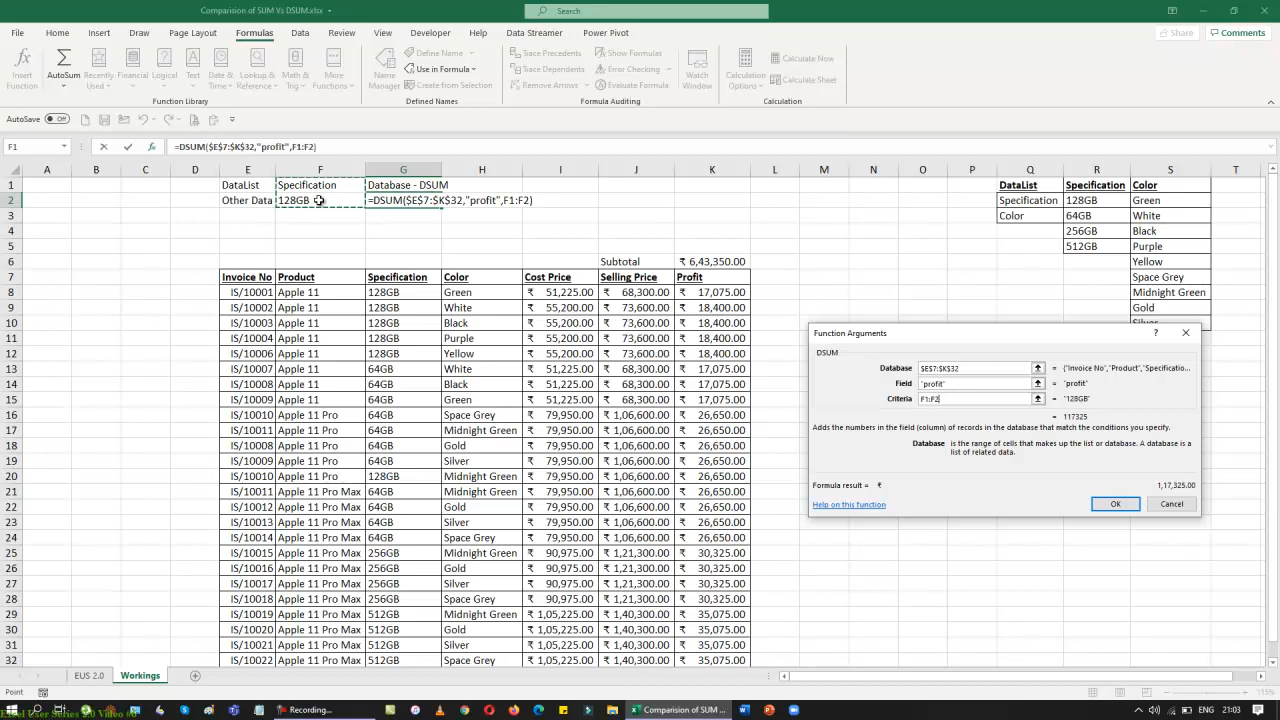 Comparision of SUM Vs DSUM.xlsx
Search
File Home Insert Draw Page Layout Formulas Data Review View Developer Help Data Streamer Power Pivot Share Comments
Insert Function
AutoSum
Recently Used
Financial
Logical
Text
Date & Time
Lookup & Reference
Math & Trig
More Functions
Function Library
Name Manager
Define Name
Use in Formula
Create from Selection
Defined Names
Trace Precedents
Trace Dependents
Remove Arrows
Show Formulas
Error Checking
Evaluate Formula
Formula Auditing
Watch Window
Calculation Options
Calculate Now
Calculate Sheet
Calculation
AutoSave Off
F1 fx =DSUM($E$7:$K$32,"profit",F1:F2)
A B C D E F G H I J K L M N O P Q R S T
1 DataList Specification Database - DSUM DataList Specification Color
2 Other Data 128GB =DSUM($E$7:$K$32,"profit",F1:F2) Specification 128GB Green
3 Color 64GB White
4 256GB Black
5 512GB Purple
6 Subtotal ₹ 6,43,350.00 Yellow
7 Invoice No Product Specification Color Cost Price Selling Price Profit Space Grey
8 IS/10001 Apple 11 128GB Green ₹ 51,225.00 ₹ 68,300.00 ₹ 17,075.00 Midnight Green
9 IS/10002 Apple 11 128GB White ₹ 55,200.00 ₹ 73,600.00 ₹ 18,400.00 Gold
10 IS/10003 Apple 11 128GB Black ₹ 55,200.00 ₹ 73,600.00 ₹ 18,400.00 Silver
11 IS/10004 Apple 11 128GB Purple ₹ 55,200.00 ₹ 73,600.00 ₹ 18,400.00
12 IS/10006 Apple 11 128GB Yellow ₹ 55,200.00 ₹ 73,600.00 ₹ 18,400.00
13 IS/10007 Apple 11 64GB White ₹ 51,225.00 ₹ 68,300.00 ₹ 17,075.00
14 IS/10008 Apple 11 64GB Black ₹ 51,225.00 ₹ 68,300.00 ₹ 17,075.00
15 IS/10009 Apple 11 64GB Green ₹ 51,225.00 ₹ 68,300.00 ₹ 17,075.00
16 IS/10010 Apple 11 Pro 64GB Space Grey ₹ 79,950.00 ₹ 1,06,600.00 ₹ 26,650.00
17 IS/10011 Apple 11 Pro 64GB Midnight Green ₹ 79,950.00 ₹ 1,06,600.00 ₹ 26,650.00
18 IS/10008 Apple 11 Pro 64GB Gold ₹ 79,950.00 ₹ 1,06,600.00 ₹ 26,650.00
19 IS/10009 Apple 11 Pro 64GB Silver ₹ 79,950.00 ₹ 1,06,600.00 ₹ 26,650.00
20 IS/10010 Apple 11 Pro 128GB Midnight Green ₹ 79,950.00 ₹ 1,06,600.00 ₹ 26,650.00
21 IS/10011 Apple 11 Pro Max 64GB Midnight Green ₹ 79,950.00 ₹ 1,06,600.00 ₹ 26,650.00
22 IS/10012 Apple 11 Pro Max 64GB Gold ₹ 79,950.00 ₹ 1,06,600.00 ₹ 26,650.00
23 IS/10013 Apple 11 Pro Max 64GB Silver ₹ 79,950.00 ₹ 1,06,600.00 ₹ 26,650.00
24 IS/10014 Apple 11 Pro Max 64GB Space Grey ₹ 79,950.00 ₹ 1,06,600.00 ₹ 26,650.00
25 IS/10015 Apple 11 Pro Max 256GB Midnight Green ₹ 90,975.00 ₹ 1,21,300.00 ₹ 30,325.00
26 IS/10016 Apple 11 Pro Max 256GB Gold ₹ 90,975.00 ₹ 1,21,300.00 ₹ 30,325.00
27 IS/10017 Apple 11 Pro Max 256GB Silver ₹ 90,975.00 ₹ 1,21,300.00 ₹ 30,325.00
28 IS/10018 Apple 11 Pro Max 256GB Space Grey ₹ 90,975.00 ₹ 1,21,300.00 ₹ 30,325.00
29 IS/10019 Apple 11 Pro Max 512GB Midnight Green ₹ 1,05,225.00 ₹ 1,40,300.00 ₹ 35,075.00
30 IS/10020 Apple 11 Pro Max 512GB Gold ₹ 1,05,225.00 ₹ 1,40,300.00 ₹ 35,075.00
31 IS/10021 Apple 11 Pro Max 512GB Silver ₹ 1,05,225.00 ₹ 1,40,300.00 ₹ 35,075.00
32 IS/10022 Apple 11 Pro Max 512GB Space Grey ₹ 1,05,225.00 ₹ 1,40,300.00 ₹ 35,075.00
Function Arguments ?
DSUM
Database $E$7:$K$32 = {"Invoice No","Product","Specificatio...
Field "profit" = "profit"
Criteria F1:F2 = "128GB"
= 117325
Adds the numbers in the field (column) of records in the database that match the conditions you specify.
Database is the range of cells that makes up the list or database. A database is a
list of related data.
Formula result = ₹ 1,17,325.00
Help on this function
OK
Cancel
EUS 2.0 Workings
Point 115%
Recording...
Comparision of SUM ...
ENG 21:03